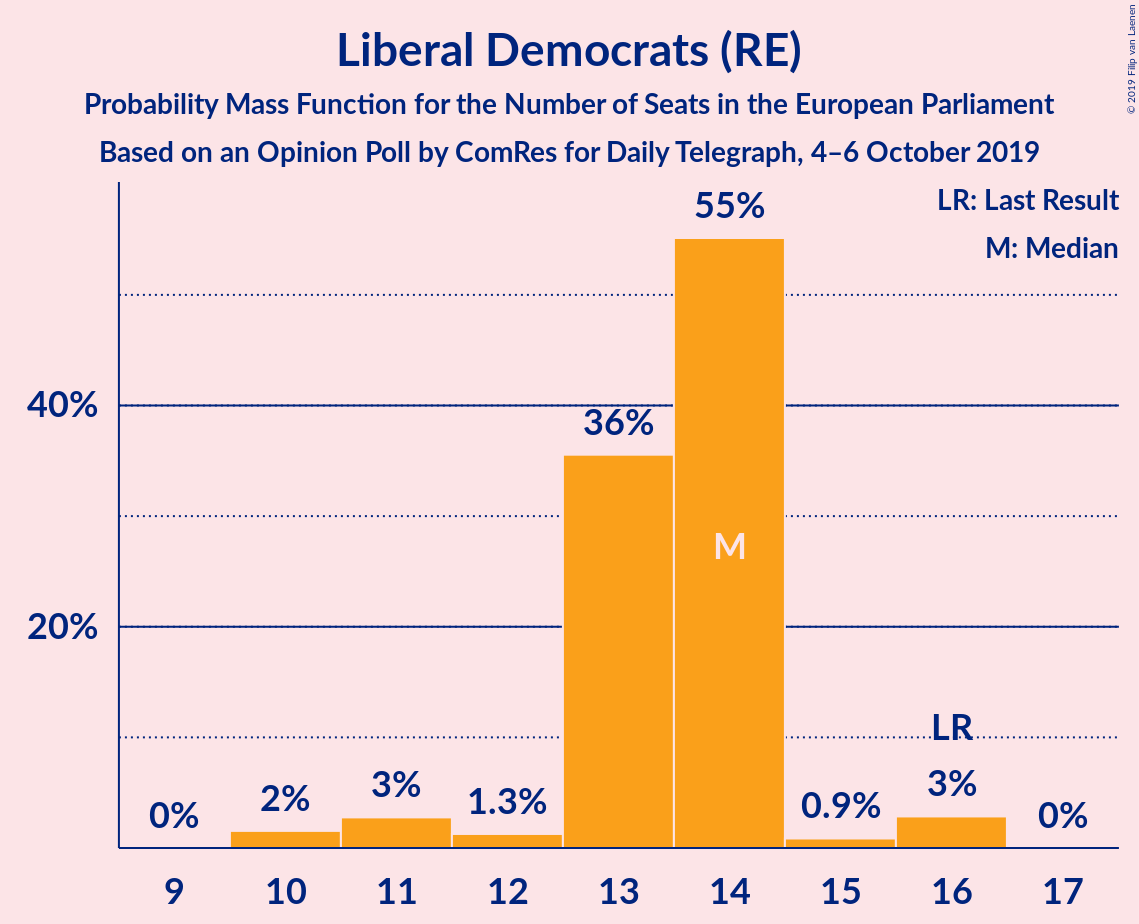 Liberal Democrats (RE)
Probability Mass Function for the Number of Seats in the European Parliament
Based on an Opinion Poll by ComRes for Daily Telegraph, 4–6 October 2019
© 2019 Filip van Laenen
LR: Last Result
M: Median
55%
40%
36%
M
20%
LR
0%
2%
3%
1.3%
0.9%
3%
0%
9 10 11 12 13 14 15 16 17